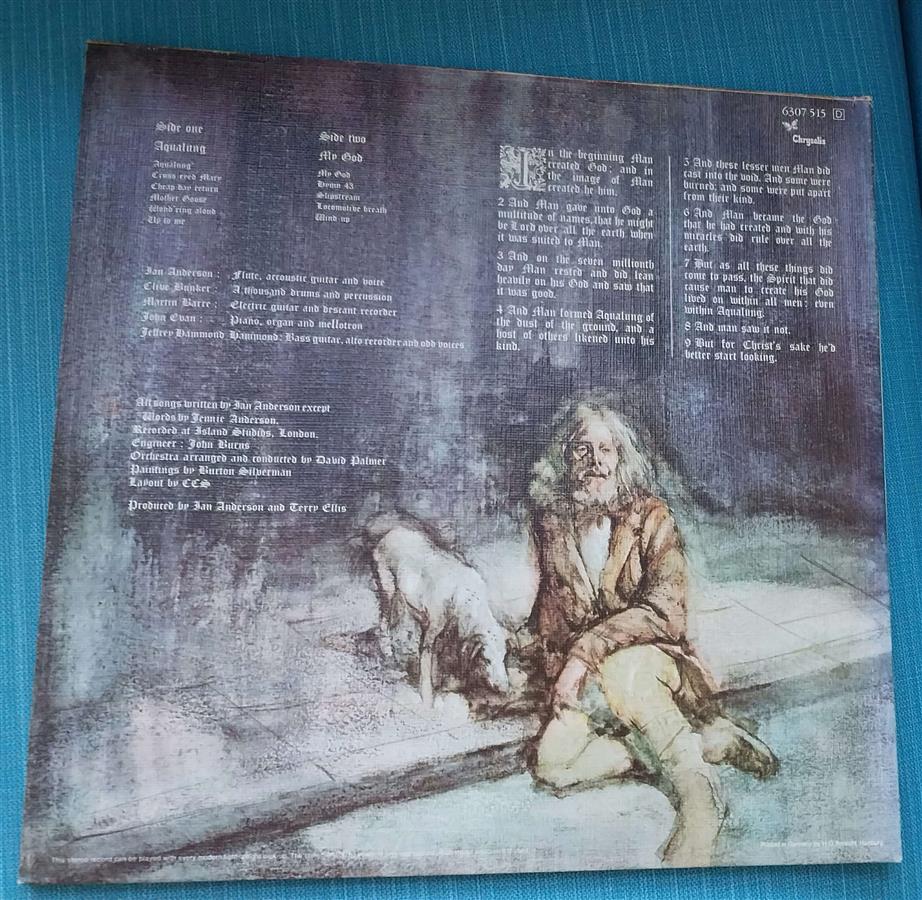 6307 515 D
Chrysalis
Side one
Aqualung
Aqualung
Cross eyed Mary
Cheap day return
Mother Goose
Wond'ring aloud
Up to me
Side two
My God
My God
Hymn 43
Slipstream
Locomotive breath
Wind up
Ian Anderson : Flute, accoustic guitar and voice
Clive Bunker : A thousand drums and percussion
Martin Barre : Electric guitar and descant recorder
John Evan : Piano, organ and mellotron
Jeffrey Hammond Hammond: Bass guitar, alto recorder and odd voices
All songs written by Ian Anderson except
Words by Jennie Anderson.
Recorded at Island Studios, London.
Engineer : John Burns
Orchestra arranged and conducted by David Palmer
Paintings by Burton Silverman
Layout by CCS
Produced by Ian Anderson and Terry Ellis
In the beginning Man
created God; and in
the image of Man
created he him.
2 And Man gave unto God a
multitude of names, that he might
be Lord over all the earth when
it was suited to Man.
3 And on the seven millionth
day Man rested and did lean
heavily on his God and saw that
it was good.
4 And Man formed Aqualung of
the dust of the ground, and a
host of others likened unto his
kind.
5 And these lesser men Man did
cast into the void. And some were
burned; and some were put apart
from their kind.
6 And Man became the God
that he had created and with his
miracles did rule over all the
earth.
7 But as all these things did
come to pass, the Spirit that did
cause man to create his God
lived on within all men: even
within Aqualung.
8 And man saw it not.
9 But for Christ's sake he'd
better start looking.
This stereo record can be played with every modern
Printed in Germany by